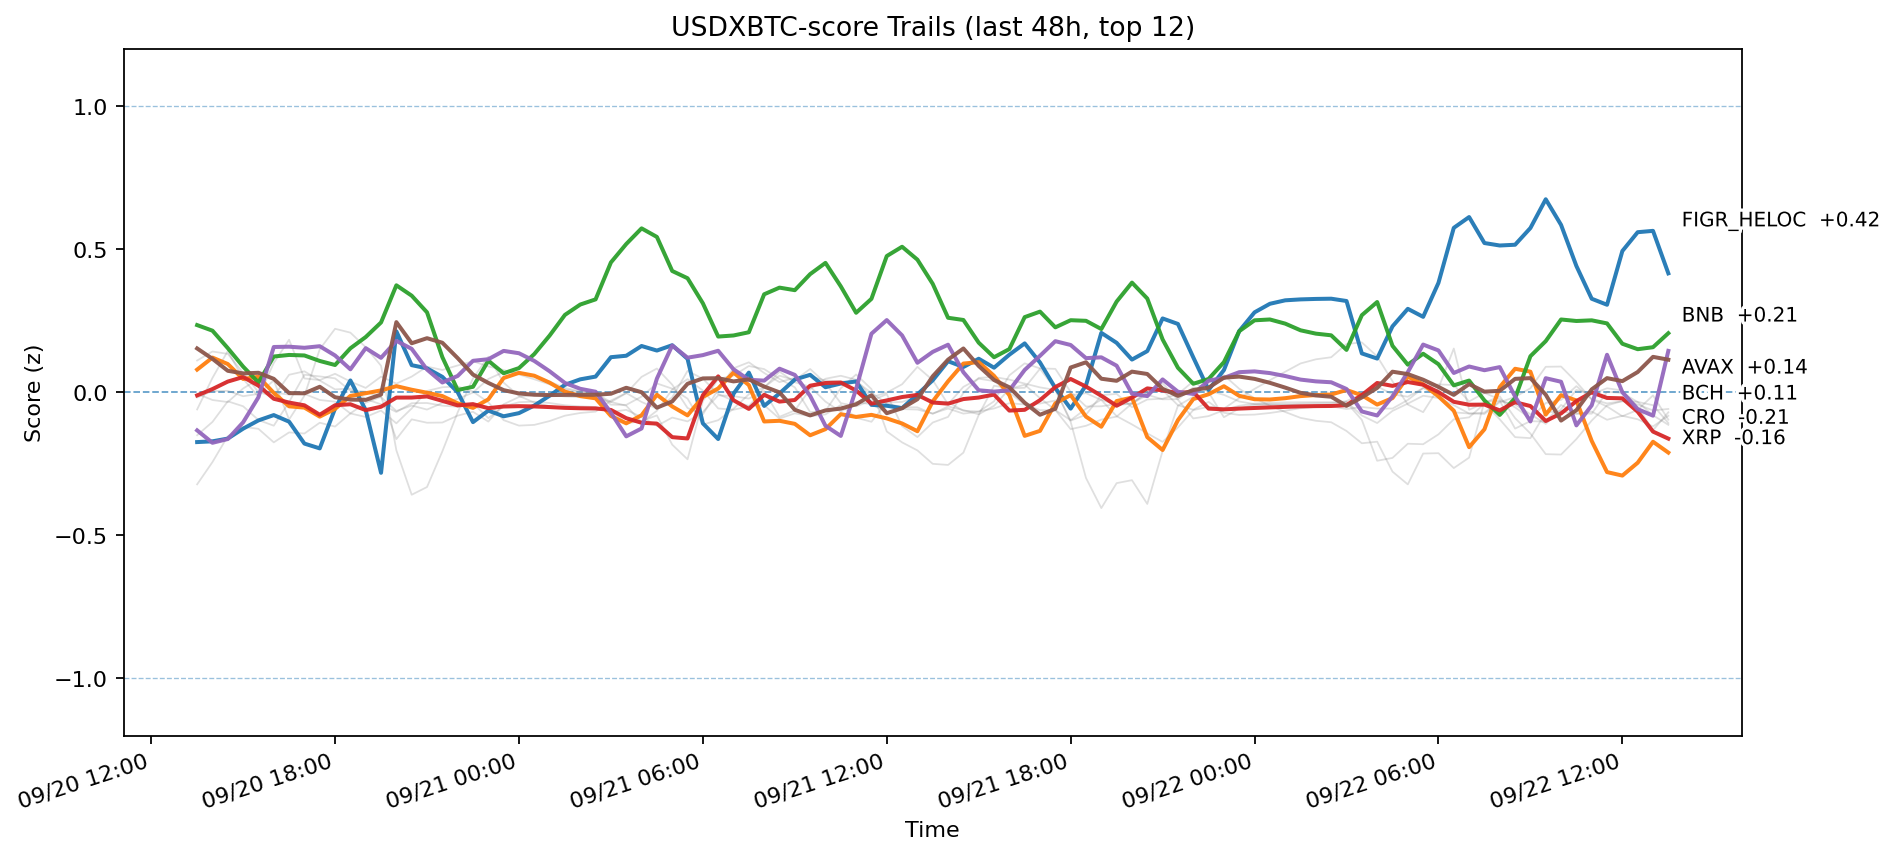 USDXBTC-score Trails (last 48h, top 12)
Score (z)
1.0
0.5
0.0
−0.5
−1.0
FIGR_HELOC +0.42
BNB +0.21
AVAX +0.14
BCH +0.11
CRO -0.21
XRP -0.16
09/20 12:00
09/20 18:00
09/21 00:00
09/21 06:00
09/21 12:00
09/21 18:00
09/22 00:00
09/22 06:00
09/22 12:00
Time